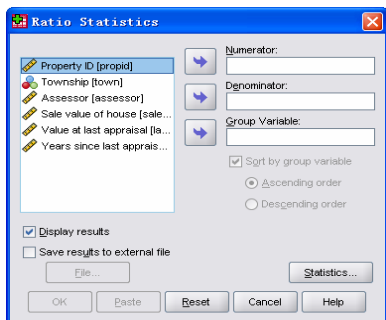 Ratio Statistics
Property ID [propid]
Township [town]
Assessor [assessor]
Sale value of house [sale...
Value at last appraisal [la...
Years since last apprais...
Numerator:
Denominator:
Group Variable:
Sort by group variable
Ascending order
Descending order
Display results
Save results to external file
File...
Statistics...
OK
Paste
Reset
Cancel
Help